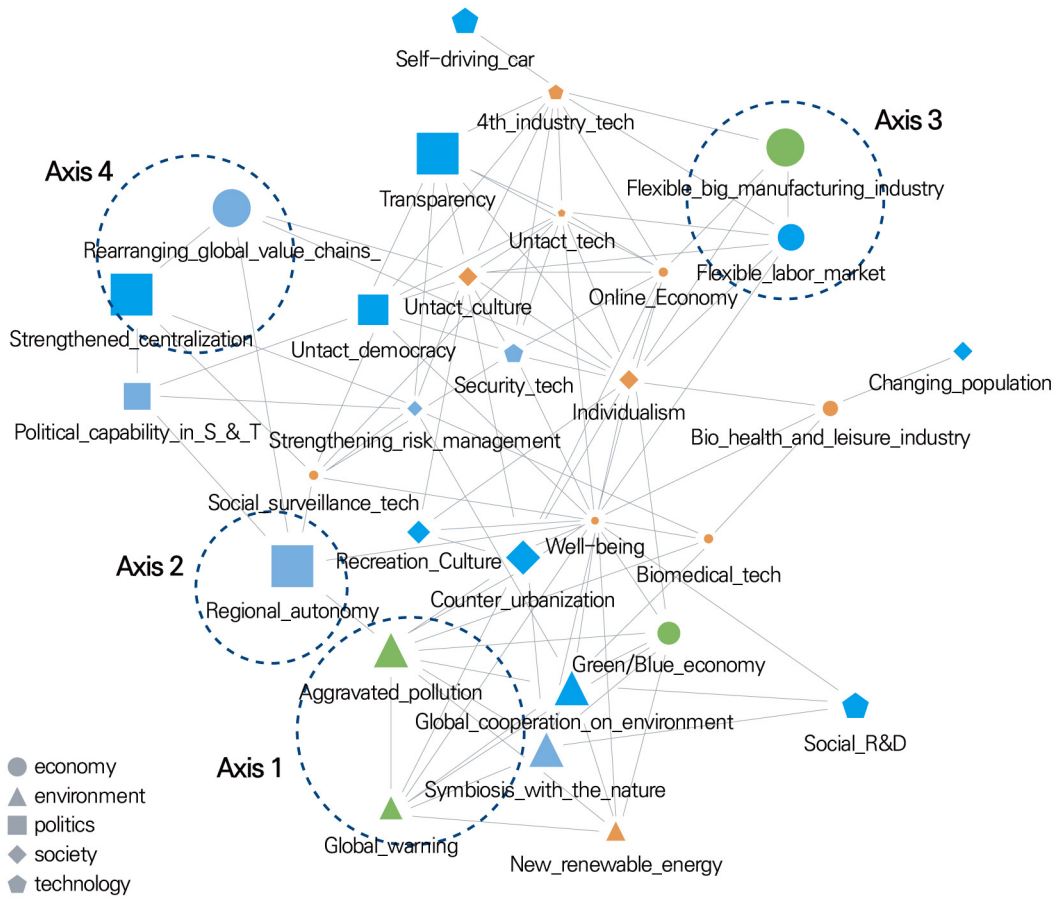 Self-driving_car
4th_industry_tech
Axis 3
Axis 4
Flexible_big_manufacturing_industry
Transparency
Untact_tech
Rearranging_global_value_chains_
Flexible_labor_market
Online_Economy
Untact_culture
Strengthened_centralization
Untact_democracy
Security_tech
Changing_population
Individualism
Political_capability_in_S_&_T
Strengthening_risk_management
Bio_health_and_leisure_industry
Social_surveillance_tech
Well-being
Axis 2
Recreation_Culture
Biomedical_tech
Counter_urbanization
Regional_autonomy
Green/Blue_economy
Aggravated_pollution
Global_cooperation_on_environment
Social_R&D
Axis 1
economy
Symbiosis_with_the_nature
environment
politics
Global_warning
society
New_renewable_energy
technology